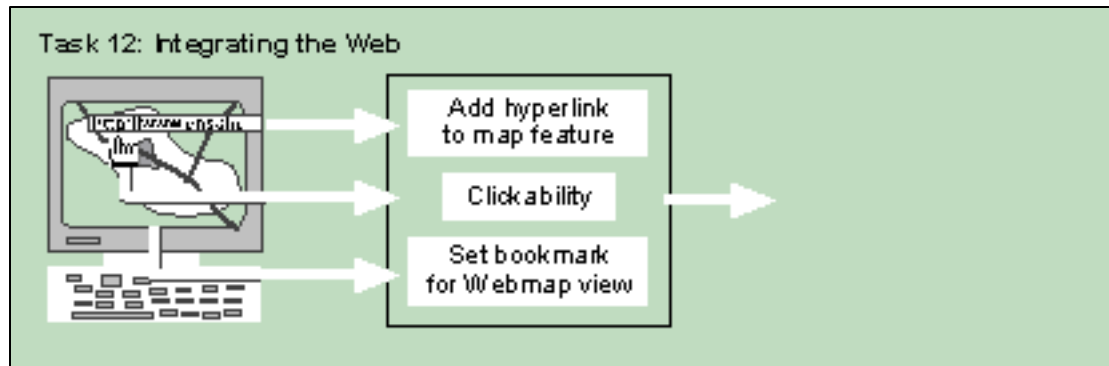 Task 12: Integrating the Web
Add hyperlink
to map feature
Clickability
Set bookmark
for Webmap view